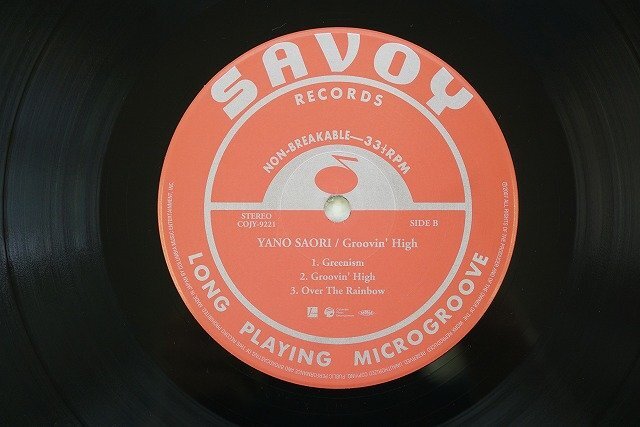 SAVOY
RECORDS
NON-BREAKABLE—33⅓RPM
STEREO
COJY-9221
SIDE B
YANO SAORI / Groovin' High
1. Greenism
2. Groovin' High
3. Over The Rainbow
LONG PLAYING MICROGROOVE